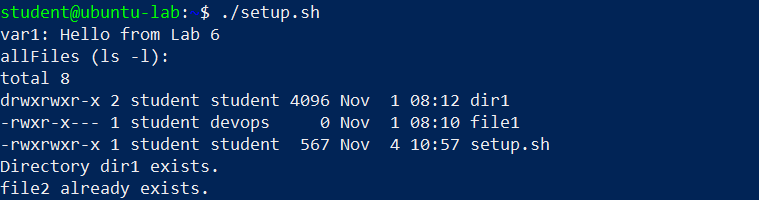 student@ubuntu-lab: $ ./setup.sh
var1: Hello from Lab 6
allFiles (ls -l):
total 8
drwxrwxr-x 2 student student 4096 Nov  1 08:12 dir1
-rwxr-x--- 1 student devops     0 Nov  1 08:10 file1
-rwxrwxr-x 1 student student  567 Nov  4 10:57 setup.sh
Directory dir1 exists.
file2 already exists.